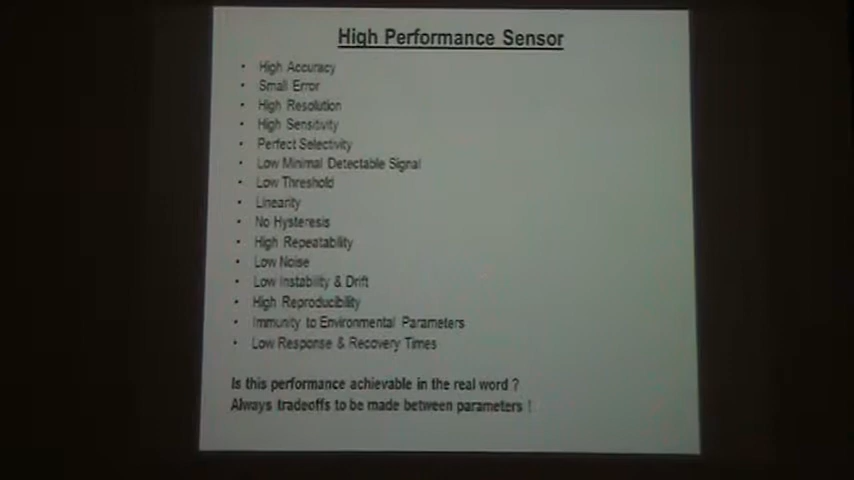 High Performance Sensor
• High Accuracy
• Small Error
• High Resolution
• High Sensitivity
• Perfect Selectivity
• Low Minimal Detectable Signal
• Low Threshold
• Linearity
• No Hysteresis
• High Repeatability
• Low Noise
• Low Instability & Drift
• High Reproducibility
• Immunity to Environmental Parameters
• Low Response & Recovery Times
Is this performance achievable in the real word ?
Always tradeoffs to be made between parameters !